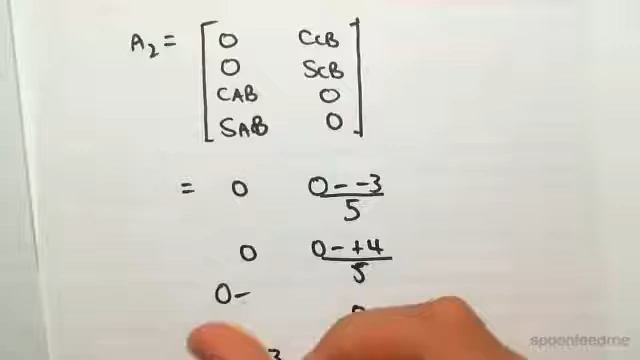 A2 = [ 0 CCB
0 SCB
CAB 0
SAB 0 ]
= 0 0--3
5
0 0-+4
5
0-
3
spoonfeedme